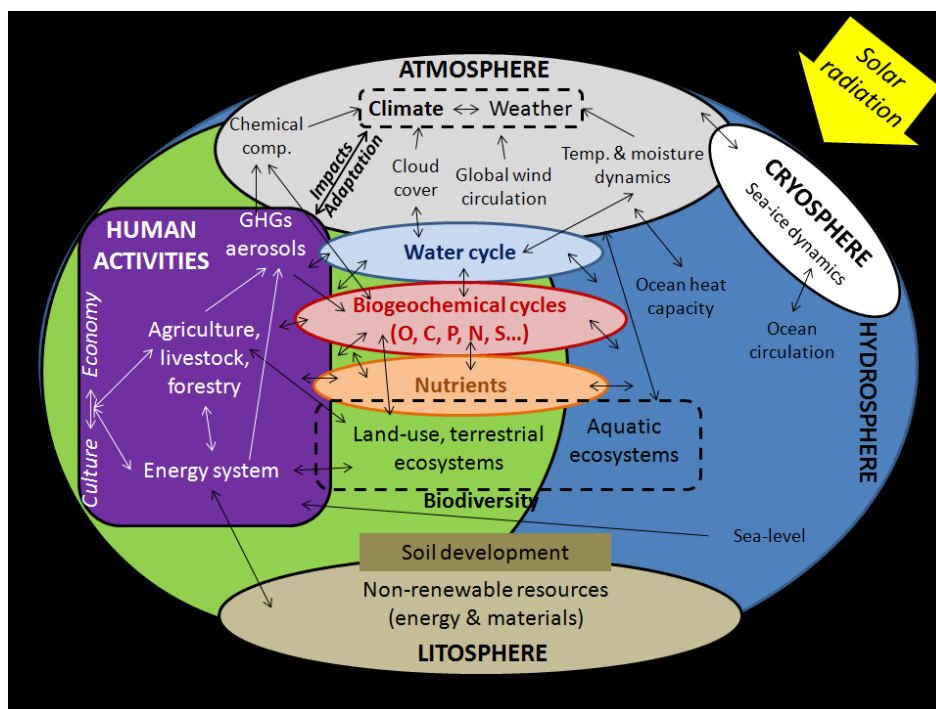 Solar
radiation
ATMOSPHERE
Climate
Weather
Chemical
comp.
Impacts
Adaptation
Cloud
cover
Global wind
circulation
Temp. & moisture
dynamics
CRYOSPHERE
Sea-ice dynamics
HUMAN
ACTIVITIES
GHGs
aerosols
Water cycle
Biogeochemical cycles
(O, C, P, N, S...)
Nutrients
Ocean heat
capacity
Ocean
circulation
HYDROSPHERE
Economy
Culture
Agriculture,
livestock,
forestry
Energy system
Land-use, terrestrial
ecosystems
Aquatic
ecosystems
Biodiversity
Sea-level
Soil development
Non-renewable resources
(energy & materials)
LITOSPHERE